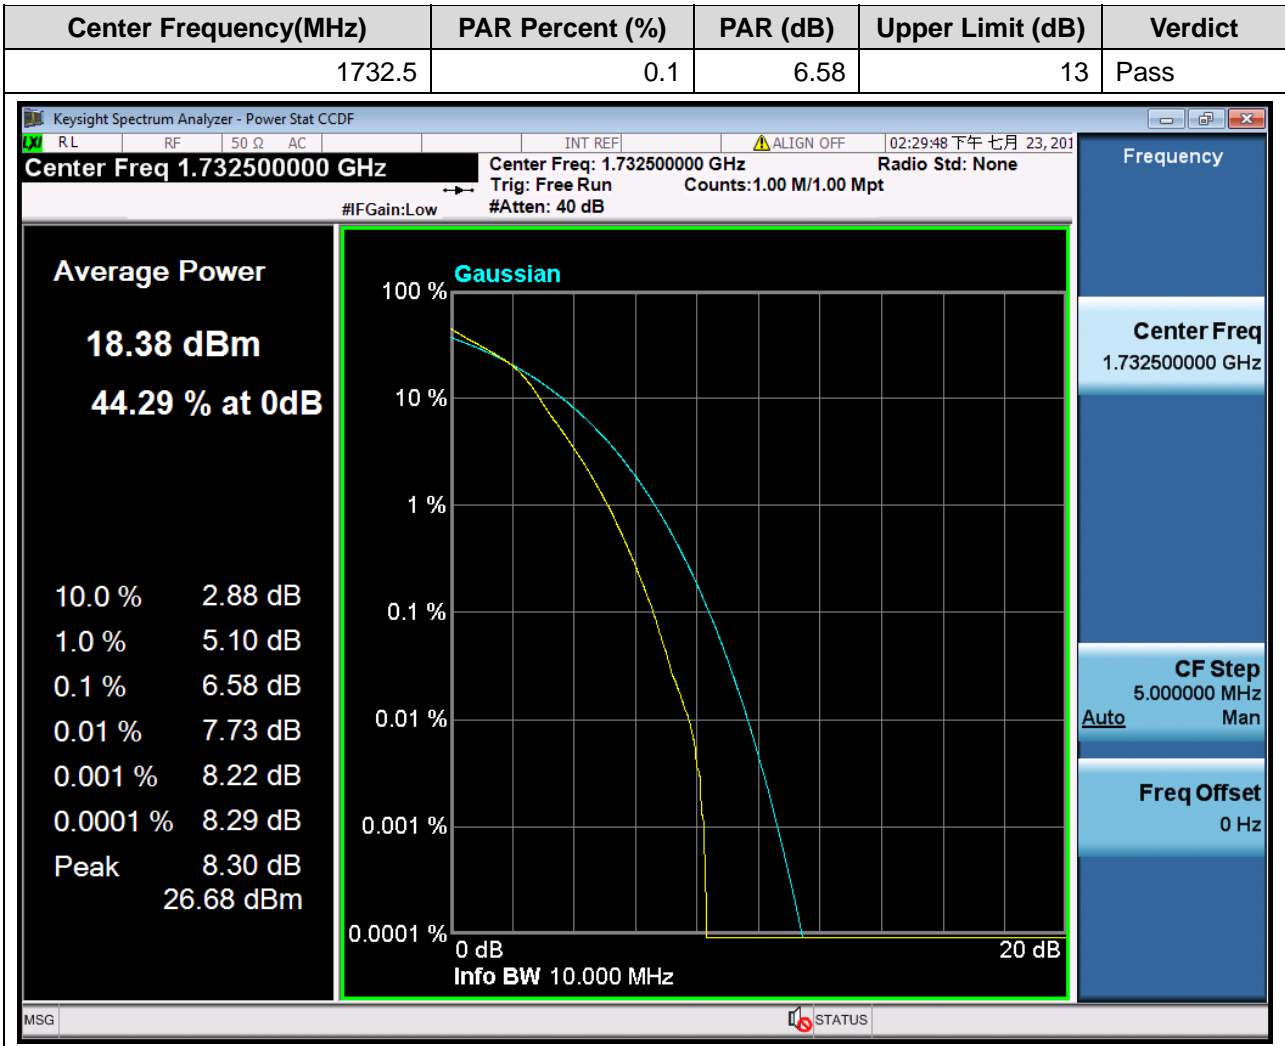 Center Frequency(MHz) PAR Percent (%) PAR (dB) Upper Limit (dB) Verdict
1732.5 0.1 6.58 13 Pass
Keysight Spectrum Analyzer - Power Stat CCDF
LXI RL RF 50 Ω AC INT REF ALIGN OFF 02:29:48 下午 七月 23, 201
Center Freq 1.732500000 GHz
Center Freq: 1.732500000 GHz Radio Std: None
Trig: Free Run Counts:1.00 M/1.00 Mpt
#IFGain:Low #Atten: 40 dB
Average Power
18.38 dBm
44.29 % at 0dB
10.0 % 2.88 dB
1.0 % 5.10 dB
0.1 % 6.58 dB
0.01 % 7.73 dB
0.001 % 8.22 dB
0.0001 % 8.29 dB
Peak 8.30 dB
26.68 dBm
Gaussian
100 %
10 %
1 %
0.1 %
0.01 %
0.001 %
0.0001 %
0 dB 20 dB
Info BW 10.000 MHz
Frequency
Center Freq
1.732500000 GHz
CF Step
5.000000 MHz
Auto Man
Freq Offset
0 Hz
MSG STATUS